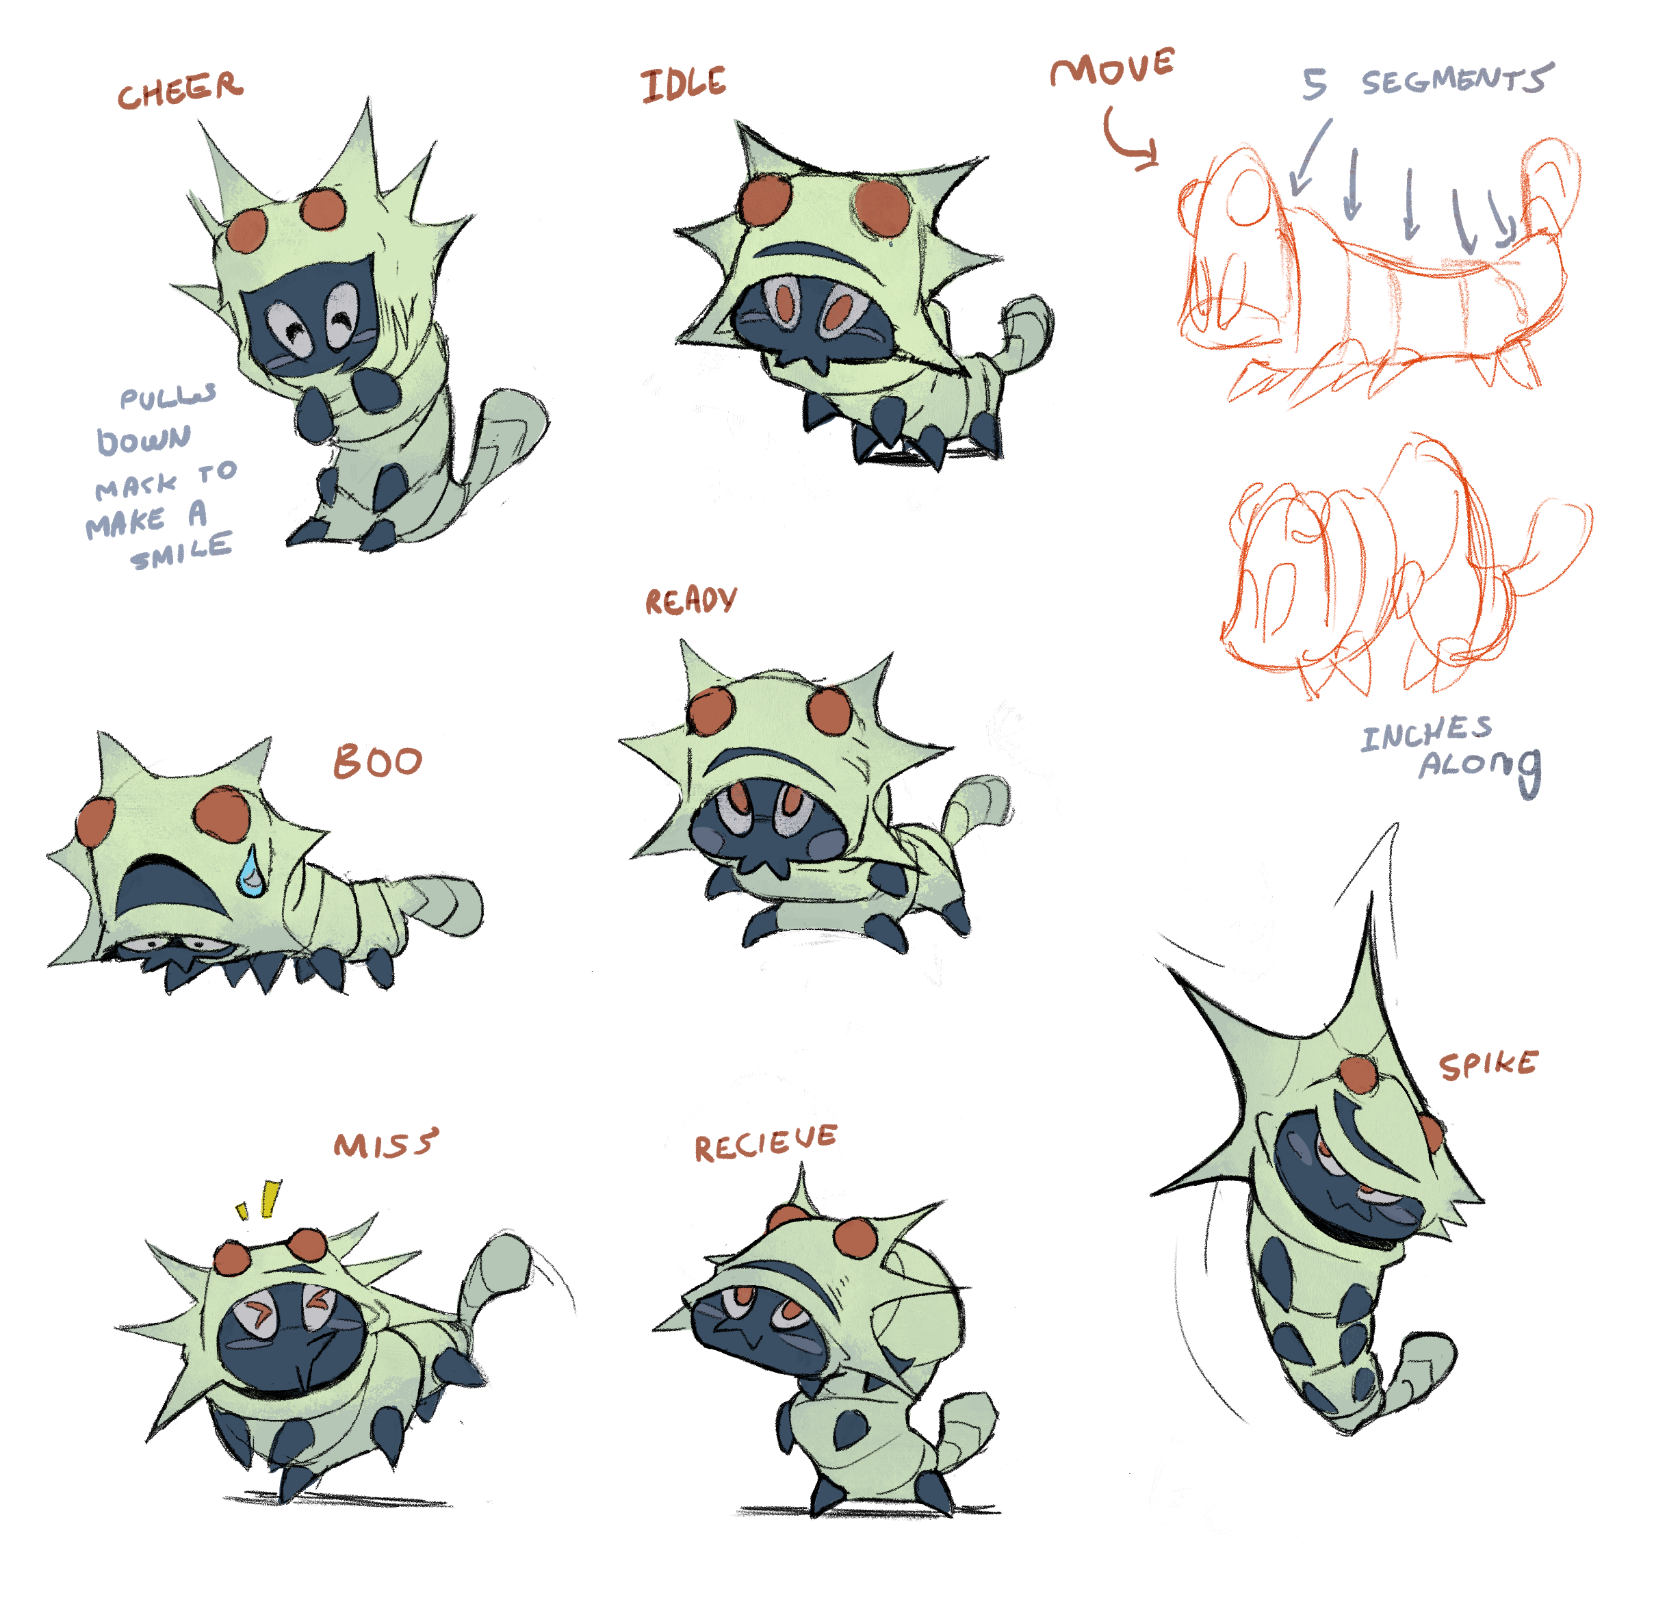 CHEER
IDLE
MOVE
5 SEGMENTS
PULLS
DOWN
MASK TO
MAKE A
SMILE
READY
BOO
INCHES
ALONg
SPIKE
MISS
RECIEVE